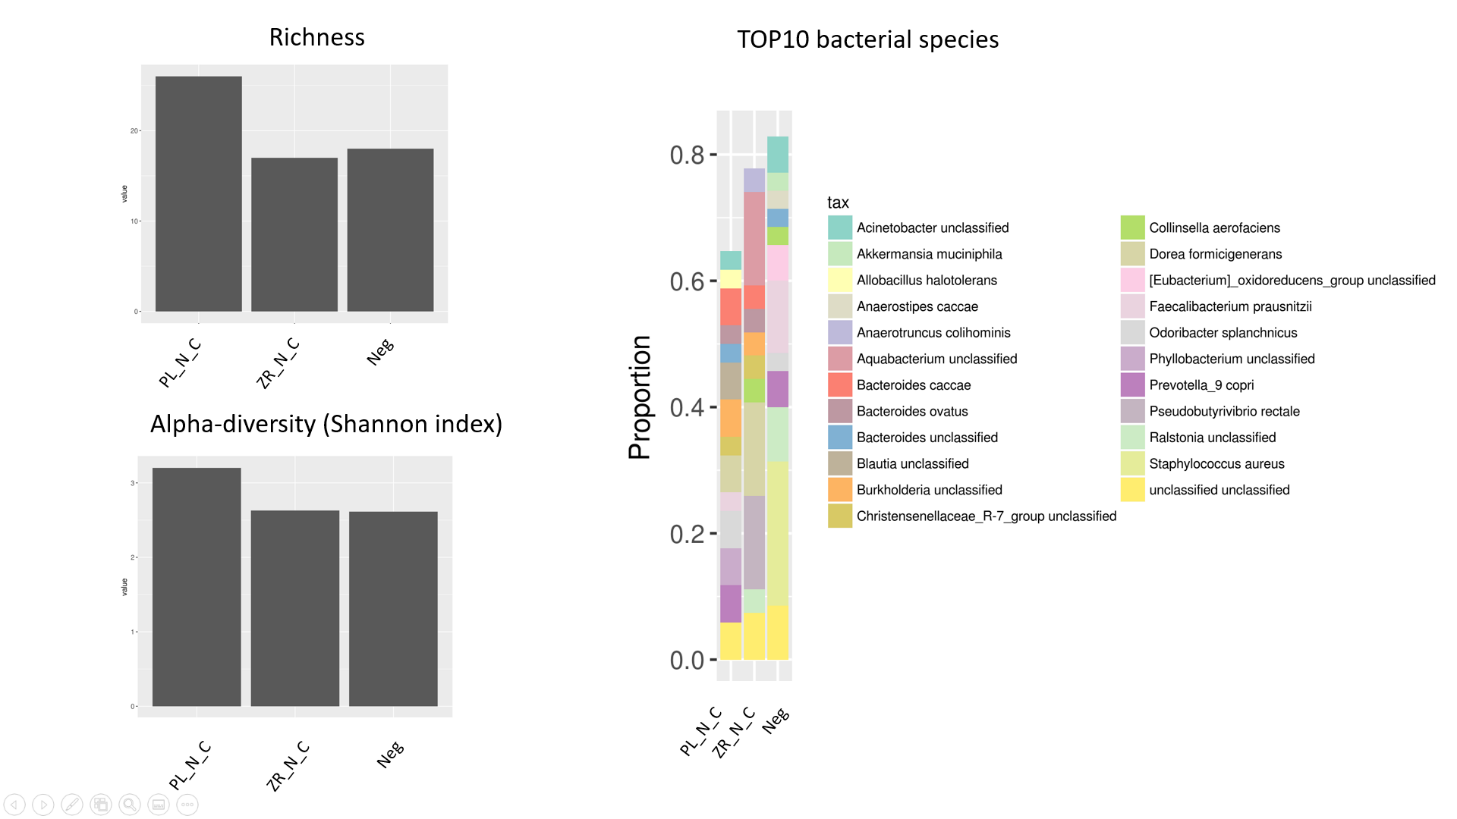 Richness
value
20
10
0
PL_N_C
ZR_N_C
Neg
Alpha-diversity (Shannon index)
value
3
2
1
0
PL_N_C
ZR_N_C
Neg
TOP10 bacterial species
Proportion
0.8
0.6
0.4
0.2
0.0
PL_N_C
ZR_N_C
Neg
tax
Acinetobacter unclassified
Akkermansia muciniphila
Allobacillus halotolerans
Anaerostipes caccae
Anaerotruncus colihominis
Aquabacterium unclassified
Bacteroides caccae
Bacteroides ovatus
Bacteroides unclassified
Blautia unclassified
Burkholderia unclassified
Christensenellaceae_R-7_group unclassified
Collinsella aerofaciens
Dorea formicigenerans
[Eubacterium]_oxidoreducens_group unclassified
Faecalibacterium prausnitzii
Odoribacter splanchnicus
Phyllobacterium unclassified
Prevotella_9 copri
Pseudobutyrivibrio rectale
Ralstonia unclassified
Staphylococcus aureus
unclassified unclassified